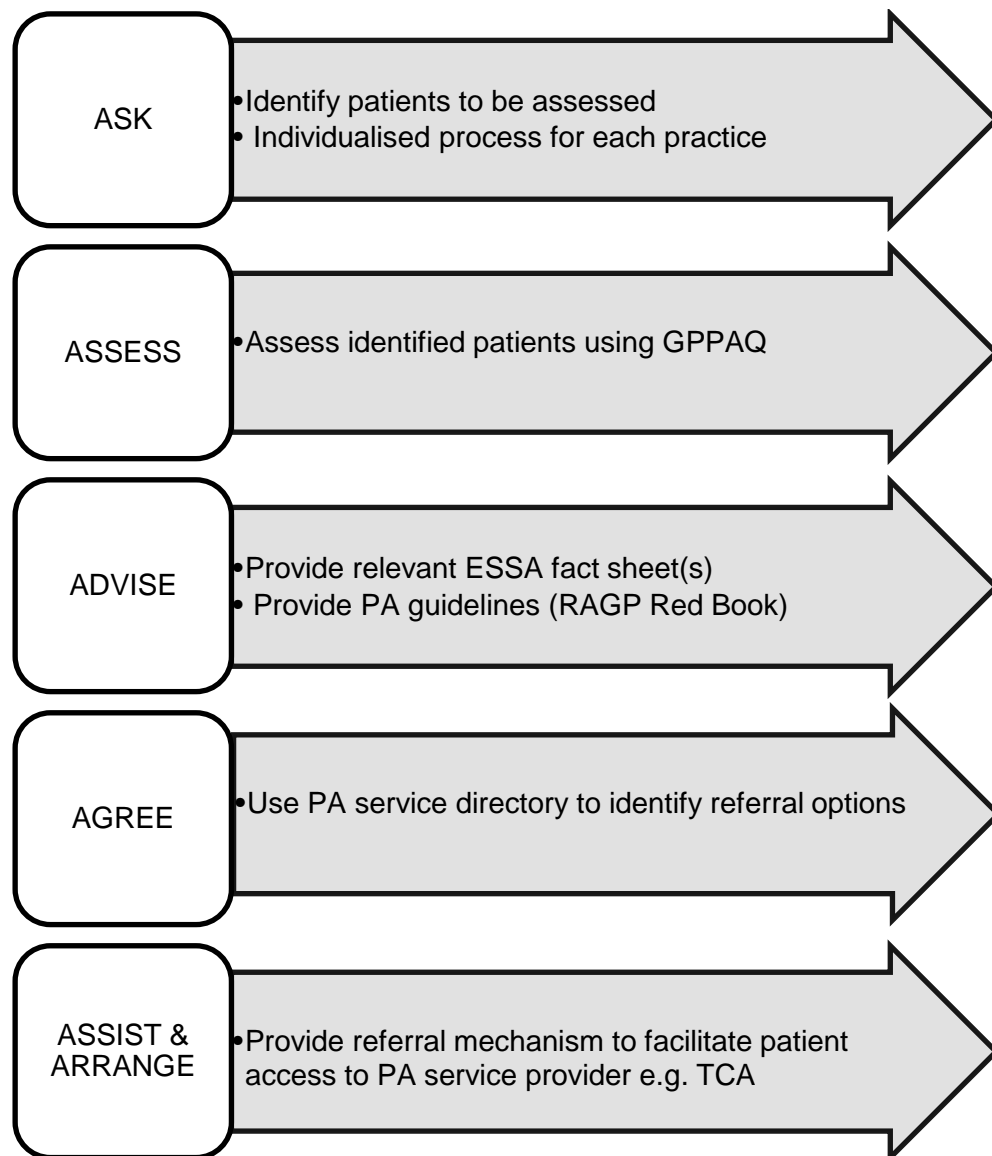 ASK
•Identify patients to be assessed
• Individualised process for each practice
ASSESS
•Assess identified patients using GPPAQ
ADVISE
•Provide relevant ESSA fact sheet(s)
• Provide PA guidelines (RAGP Red Book)
AGREE
•Use PA service directory to identify referral options
ASSIST &
ARRANGE
•Provide referral mechanism to facilitate patient
access to PA service provider e.g. TCA